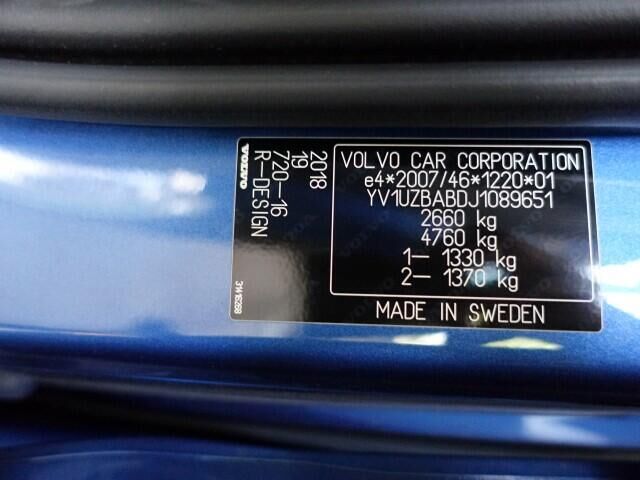 VOLVO CAR CORPORATION
e4*2007/46*1220*01
YV1UZBABDJ1089651
2660 kg
4760 kg
1– 1330 kg
2– 1370 kg
MADE IN SWEDEN
2018
19
720–16
R–DESIGN
VOLVO
31416268